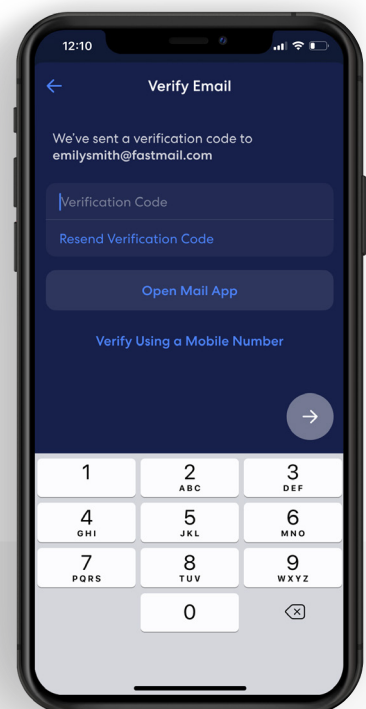 12:10
Verify Email
We've sent a verification code to
emilysmith@fastmail.com
Verification Code
Resend Verification Code
Open Mail App
Verify Using a Mobile Number
1
2
ABC
3
DEF
4
GHI
5
JKL
6
MNO
7
PQRS
8
TUV
9
WXYZ
0